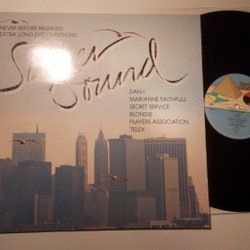 NEVER BEFORE RELEASED
EXTRA LONG DISCO VERSIONS
Super
Sound
DAN-I
MARIANNE FAITHFULL
SECRET SERVICE
BLONDIE
PLAYERS ASSOCIATION
TELEX